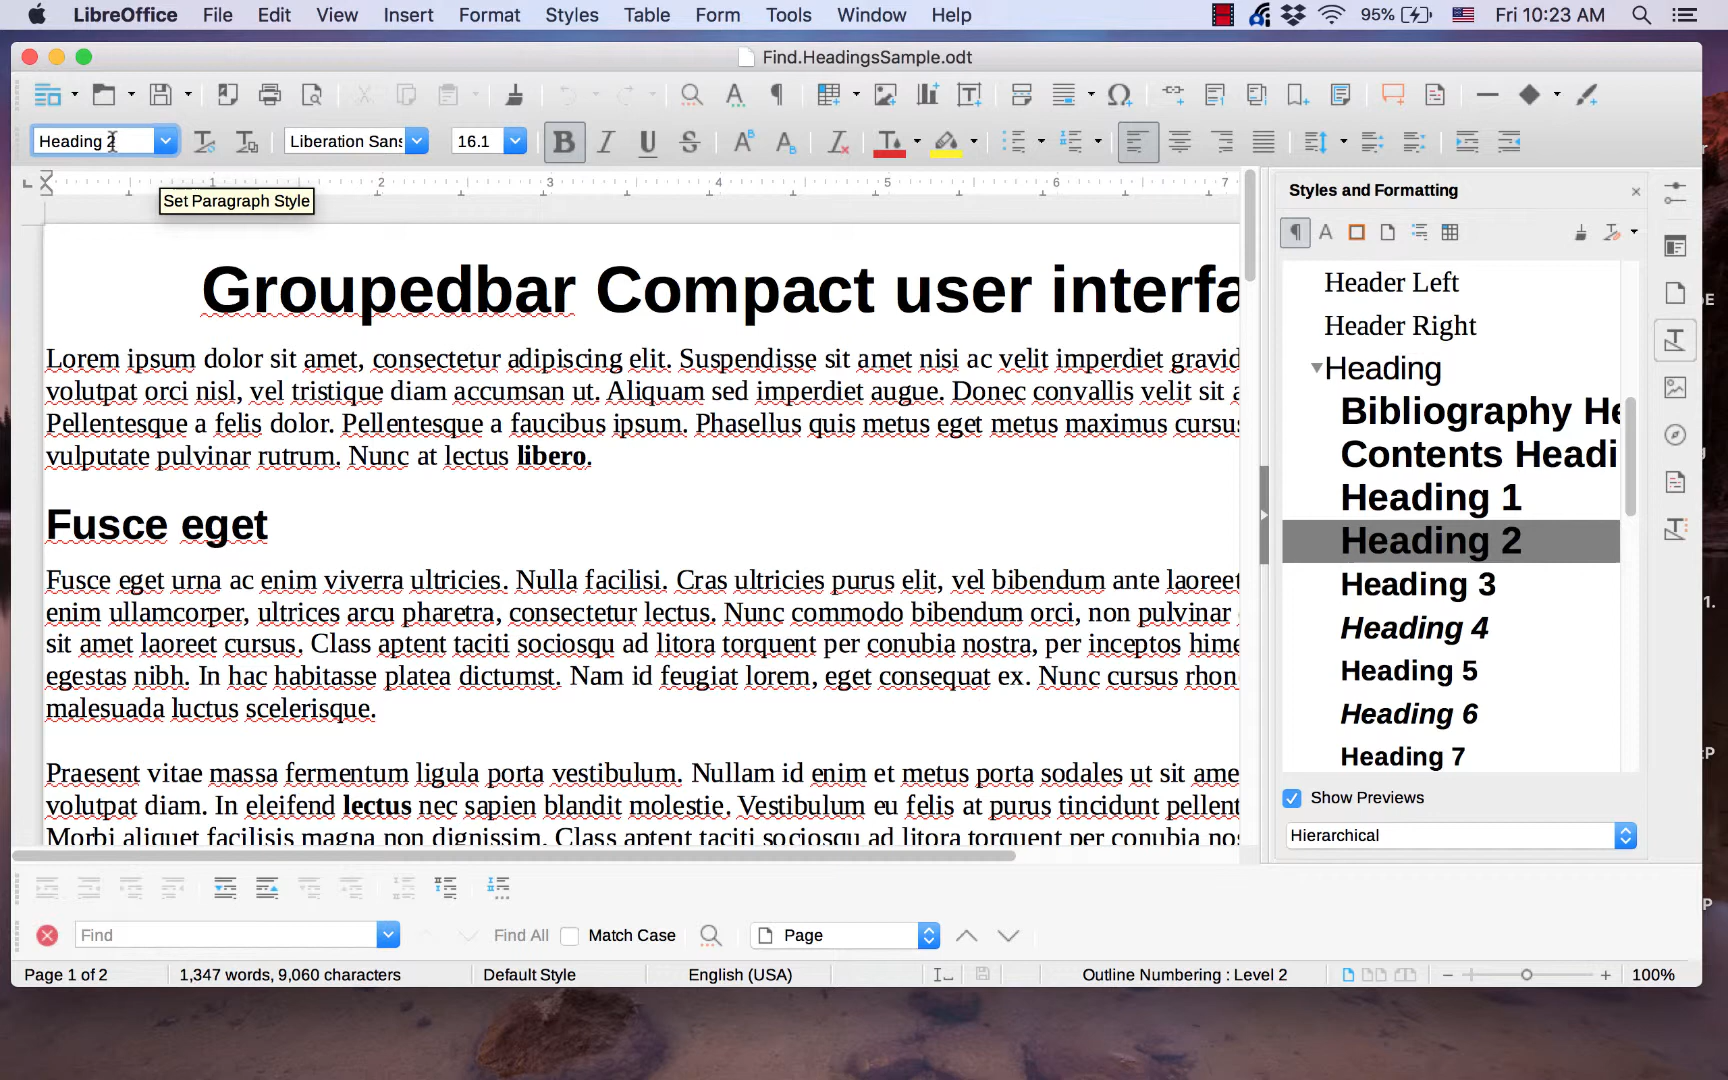 LibreOffice File Edit View Insert Format Styles Table Form Tools Window Help 95% Fri 10:23 AM
Find.HeadingsSample.odt
Heading 2 Liberation Sans 16.1
1 2 3 4 5 6 7
Set Paragraph Style
Groupedbar Compact user interfa
Lorem ipsum dolor sit amet, consectetur adipiscing elit. Suspendisse sit amet nisi ac velit imperdiet gravid
volutpat orci nisl, vel tristique diam accumsan ut. Aliquam sed imperdiet augue. Donec convallis velit sit a
Pellentesque a felis dolor. Pellentesque a faucibus ipsum. Phasellus quis metus eget metus maximus cursu
vulputate pulvinar rutrum. Nunc at lectus libero.
Fusce eget
Fusce eget urna ac enim viverra ultricies. Nulla facilisi. Cras ultricies purus elit, vel bibendum ante laoreet
enim ullamcorper, ultrices arcu pharetra, consectetur lectus. Nunc commodo bibendum orci, non pulvinar
sit amet laoreet cursus. Class aptent taciti sociosqu ad litora torquent per conubia nostra, per inceptos hime
egestas nibh. In hac habitasse platea dictumst. Nam id feugiat lorem, eget consequat ex. Nunc cursus rhon
malesuada luctus scelerisque.
Praesent vitae massa fermentum ligula porta vestibulum. Nullam id enim et metus porta sodales ut sit ame
volutpat diam. In eleifend lectus nec sapien blandit molestie. Vestibulum eu felis at purus tincidunt pellent
Morbi aliquet facilisis magna non dignissim. Class aptent taciti sociosqu ad litora torquent per conubia nos
Styles and Formatting
Header Left
Header Right
Heading
Bibliography He
Contents Headi
Heading 1
Heading 2
Heading 3
Heading 4
Heading 5
Heading 6
Heading 7
Show Previews
Hierarchical
Find Find All Match Case Page
Page 1 of 2 1,347 words, 9,060 characters Default Style English (USA) Outline Numbering : Level 2 100%